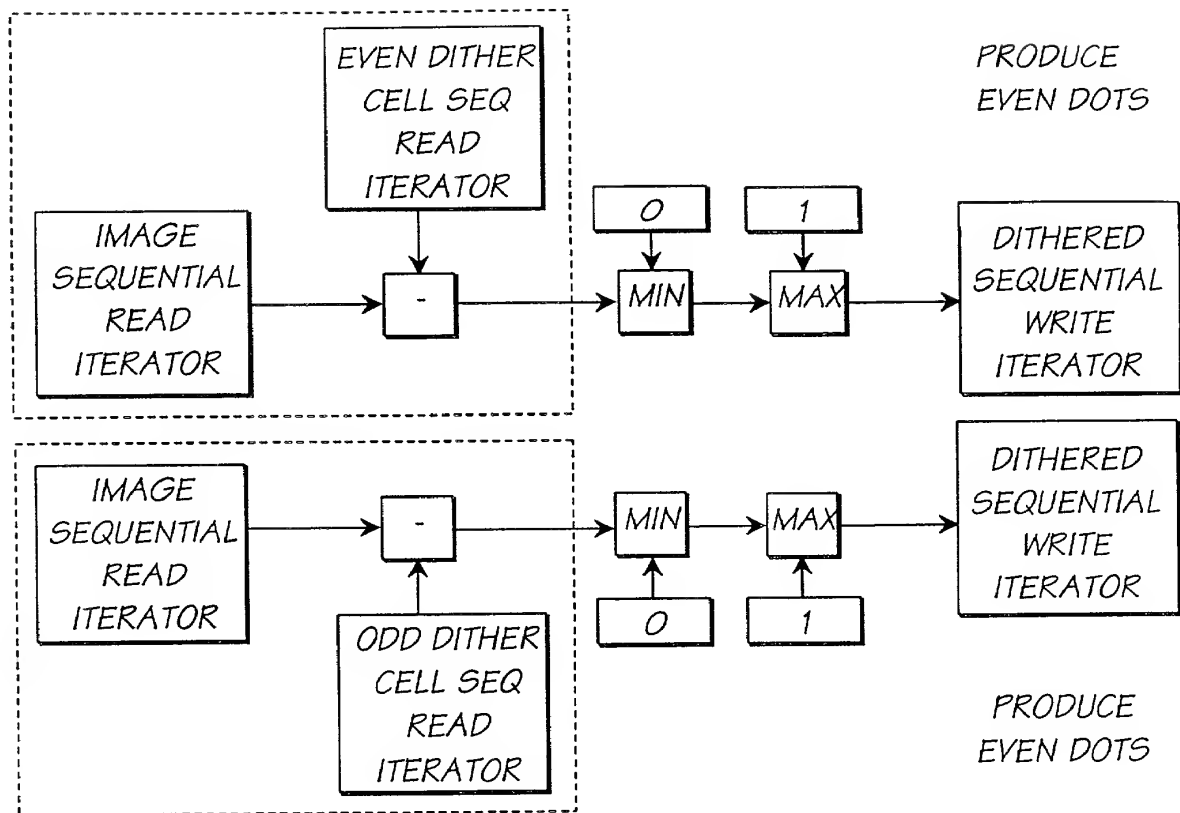 EVEN DITHER
CELL SEQ
READ
ITERATOR
PRODUCE
EVEN DOTS
IMAGE
SEQUENTIAL
READ
ITERATOR
-
0
1
MIN
MAX
DITHERED
SEQUENTIAL
WRITE
ITERATOR
IMAGE
SEQUENTIAL
READ
ITERATOR
-
MIN
MAX
0
1
DITHERED
SEQUENTIAL
WRITE
ITERATOR
ODD DITHER
CELL SEQ
READ
ITERATOR
PRODUCE
EVEN DOTS